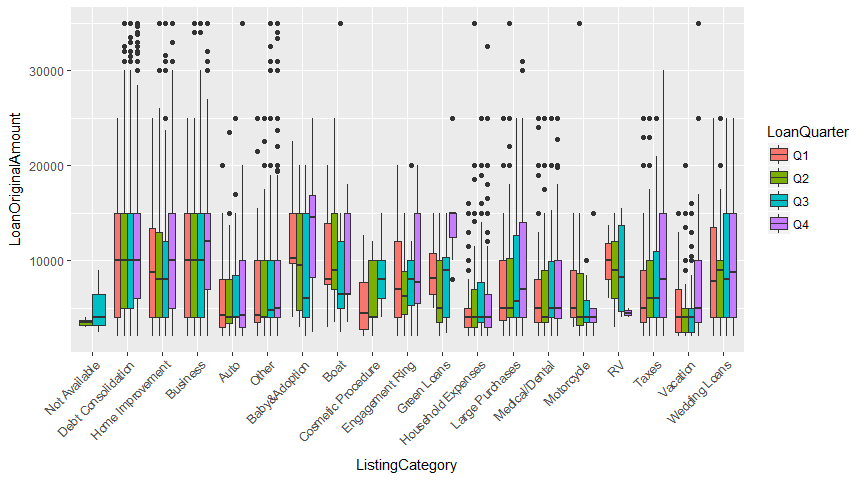 LoanOriginalAmount
30000
20000
10000
Not Available
Debt Consolidation
Home Improvement
Business
Auto
Other
Baby&Adoption
Boat
Cosmetic Procedure
Engagement Ring
Green Loans
Household Expenses
Large Purchases
Medical/Dental
Motorcycle
RV
Taxes
Vacation
Wedding Loans
ListingCategory
LoanQuarter
Q1
Q2
Q3
Q4